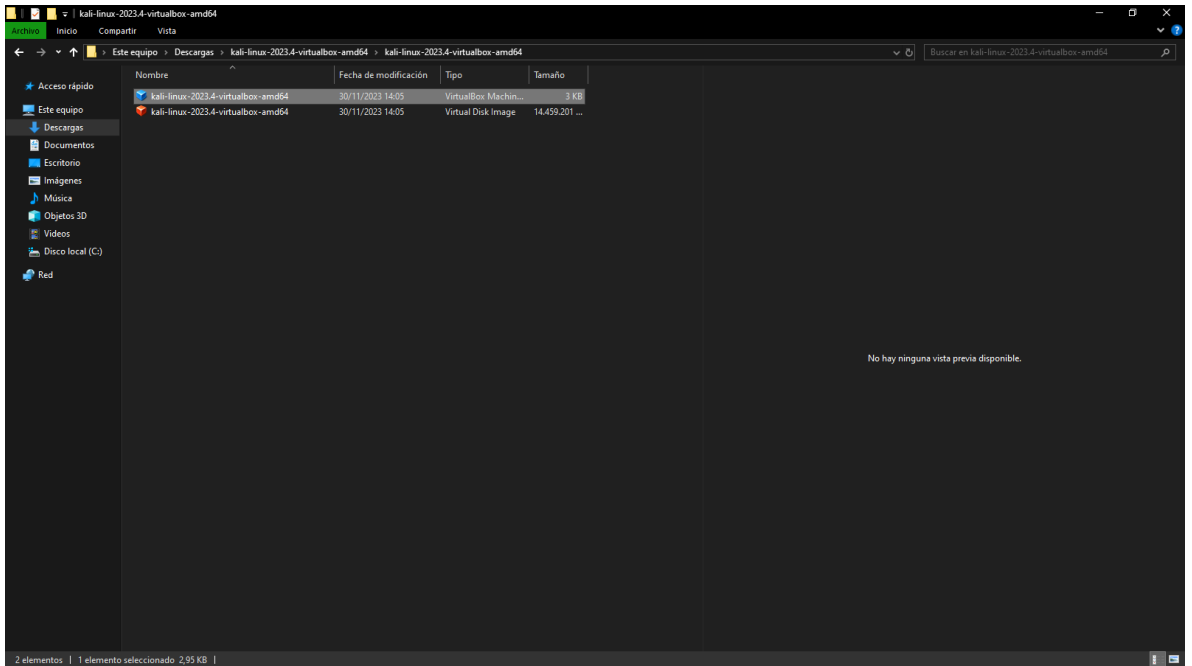 kali-linux-2023.4-virtualbox-amd64
Archivo Inicio Compartir Vista
Este equipo Descargas kali-linux-2023.4-virtualbox-amd64 kali-linux-2023.4-virtualbox-amd64 Buscar en kali-linux-2023.4-virtualbox-amd64
Nombre Fecha de modificación Tipo Tamaño
kali-linux-2023.4-virtualbox-amd64 30/11/2023 14:05 VirtualBox Machin... 3 KB
kali-linux-2023.4-virtualbox-amd64 30/11/2023 14:05 Virtual Disk Image 14.459.201 ...
Acceso rápido
Este equipo
Descargas
Documentos
Escritorio
Imágenes
Música
Objetos 3D
Videos
Disco local (C:)
Red
No hay ninguna vista previa disponible.
2 elementos 1 elemento seleccionado 2,95 KB